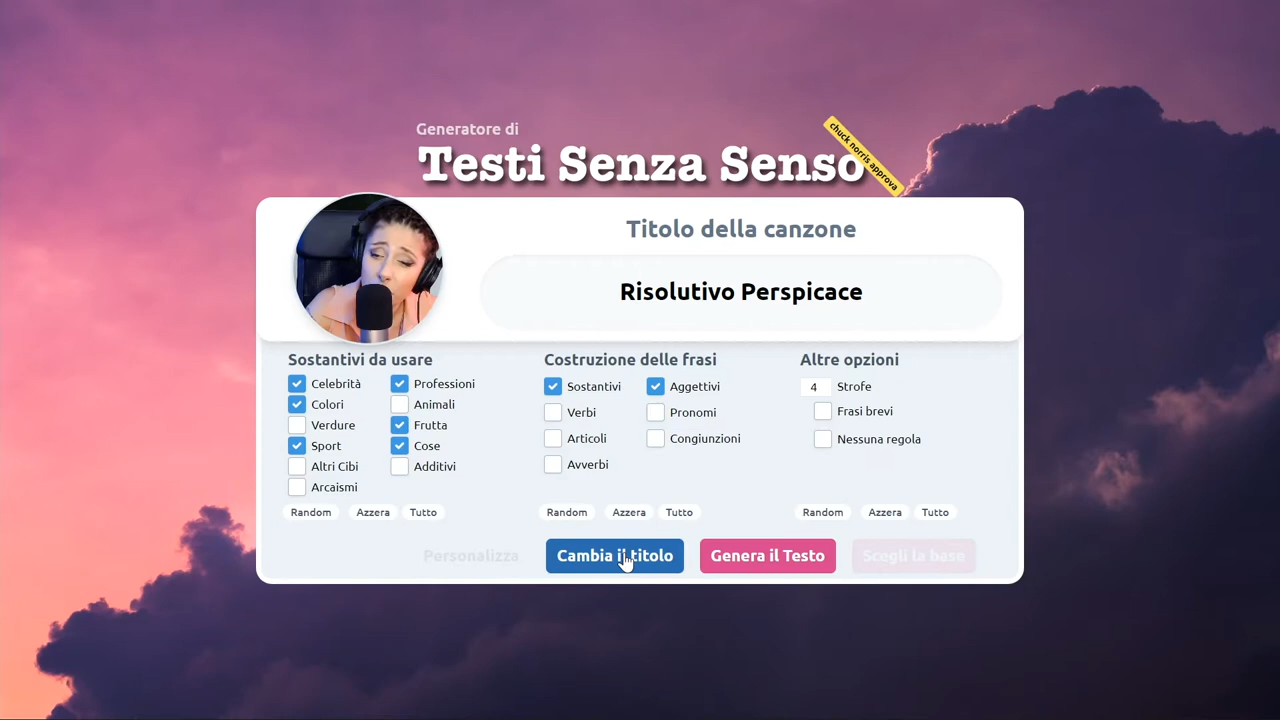 Generatore di
Testi Senza Senso
chuck norris approva
Titolo della canzone
Risolutivo Perspicace
Sostantivi da usare
Celebrità
Professioni
Colori
Animali
Verdure
Frutta
Sport
Cose
Altri Cibi
Additivi
Arcaismi
Random Azzera Tutto
Costruzione delle frasi
Sostantivi
Aggettivi
Verbi
Pronomi
Articoli
Congiunzioni
Avverbi
Random Azzera Tutto
Altre opzioni
4 Strofe
Frasi brevi
Nessuna regola
Random Azzera Tutto
Personalizza
Cambia il titolo
Genera il Testo
Scegli la base